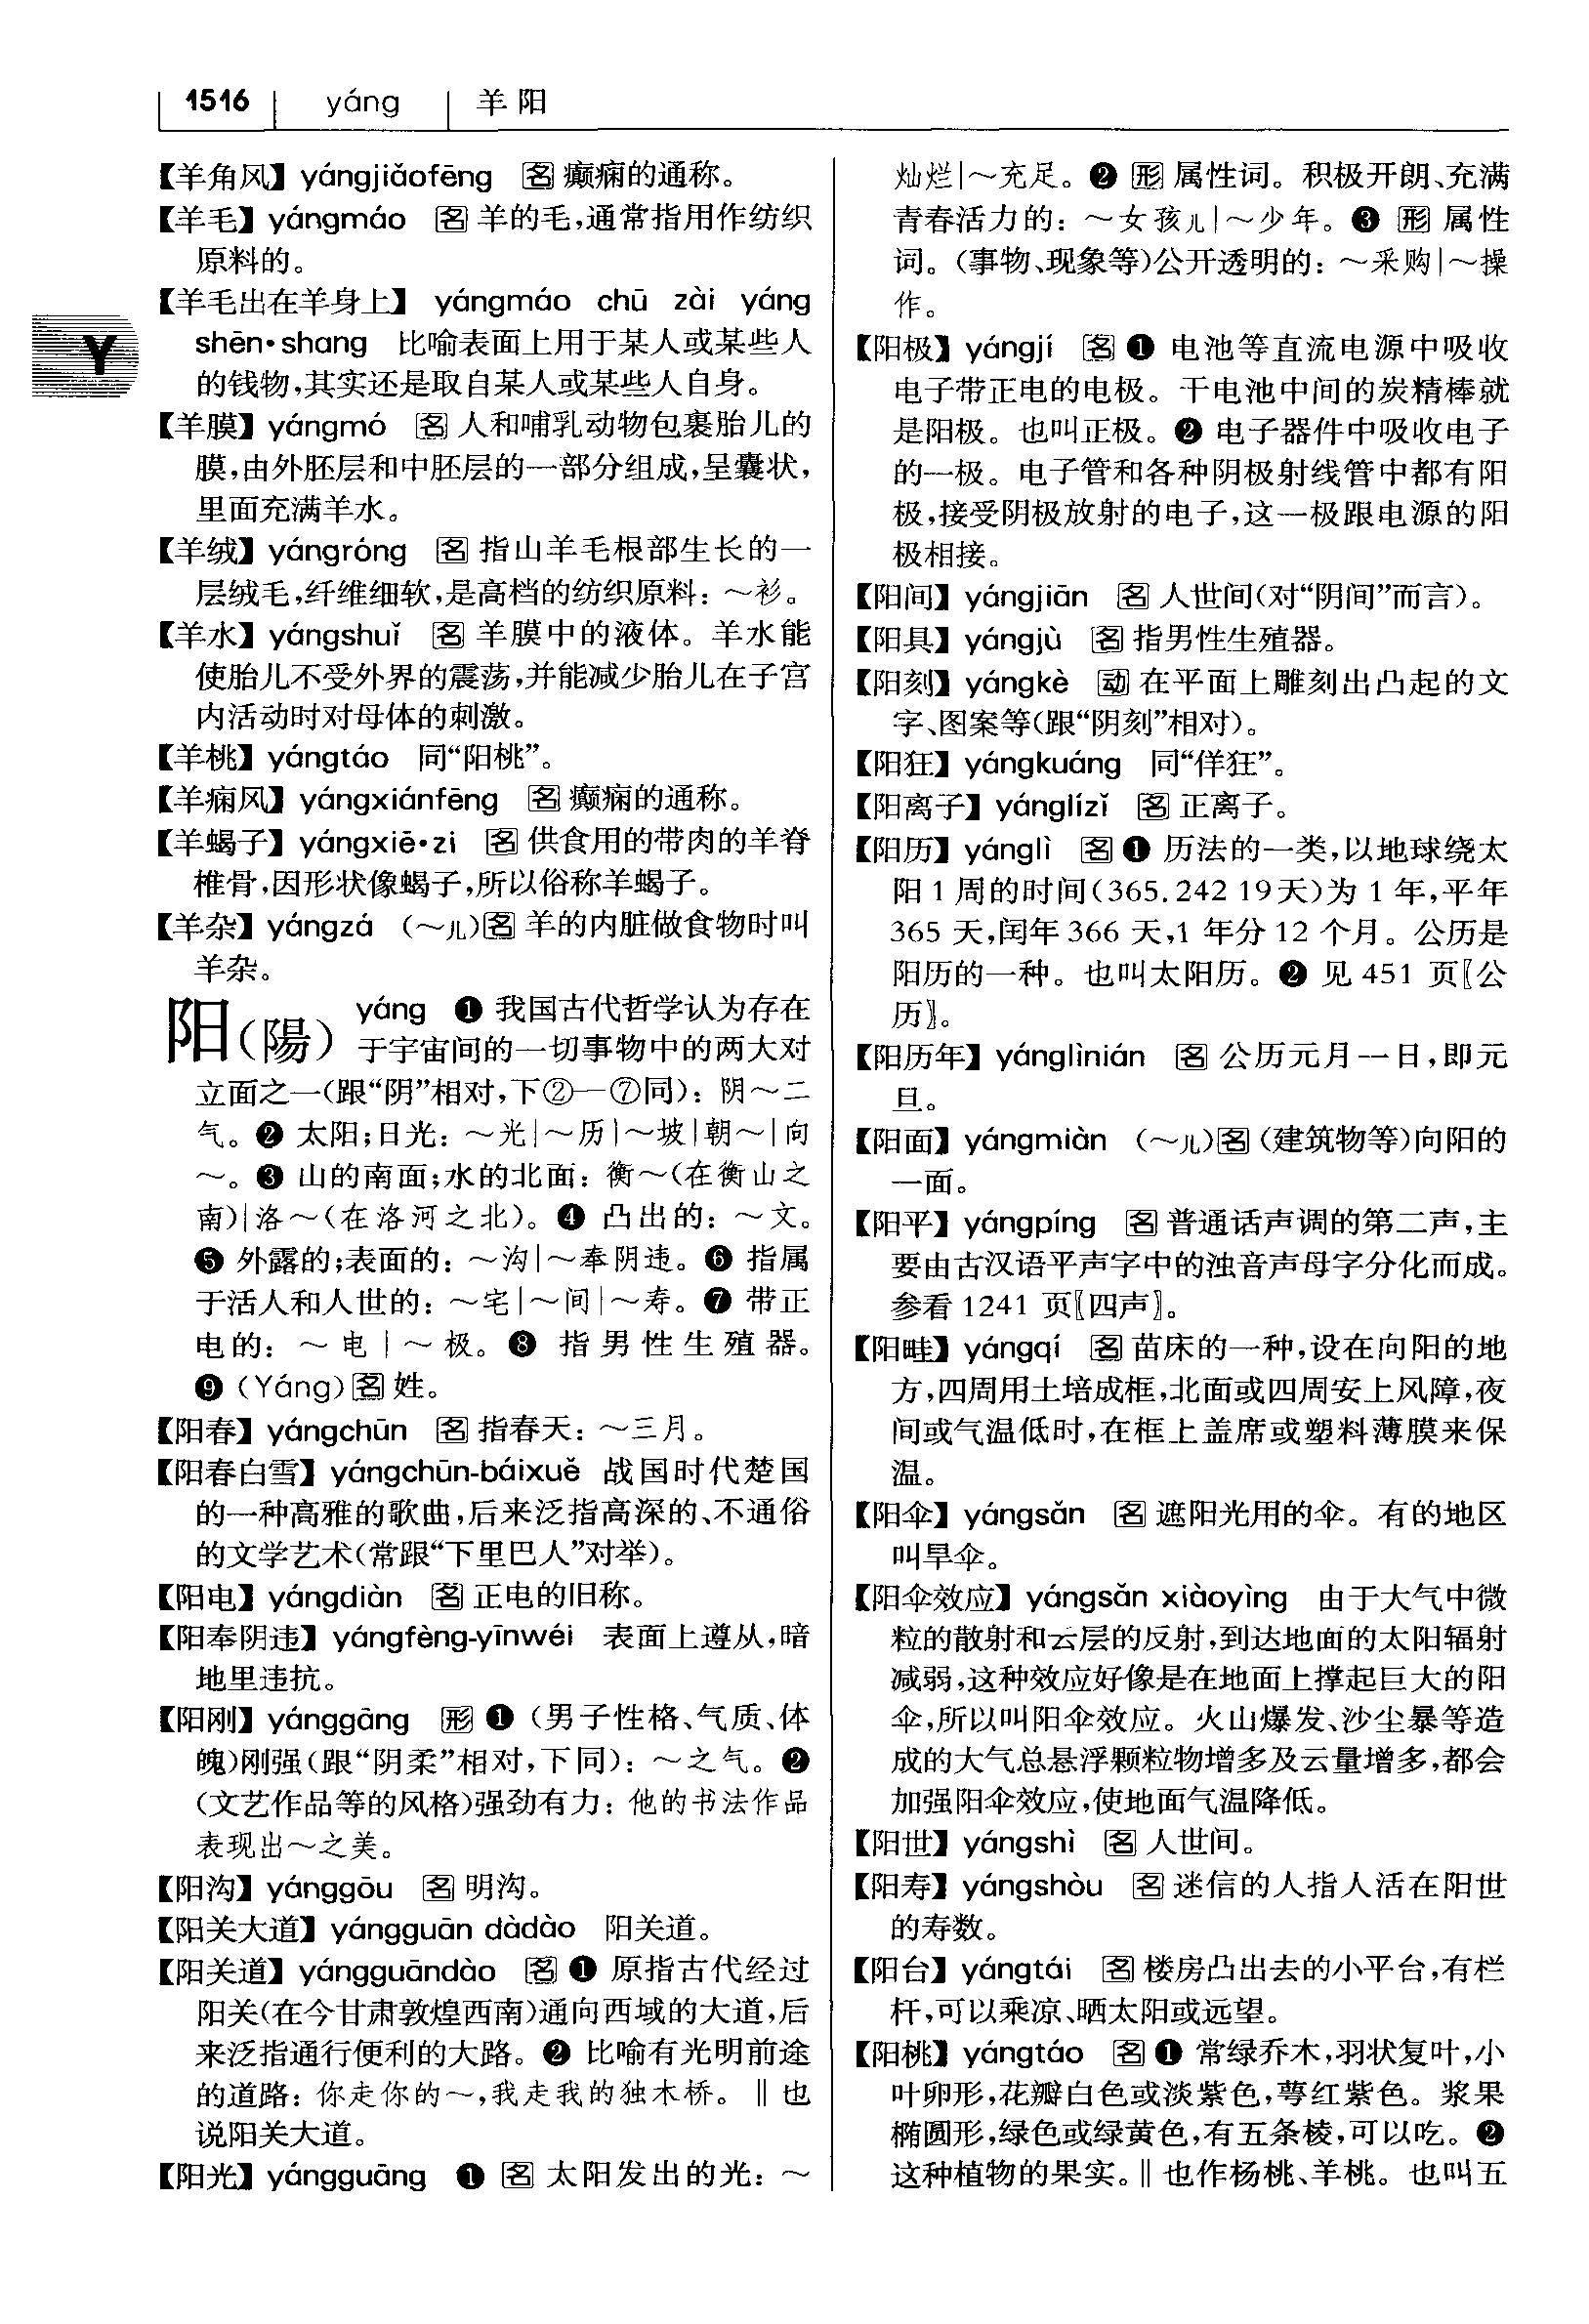 1516 yáng 羊阳
【羊角风】yángjiǎofēng 名 癫痫的通称。
【羊毛】yángmáo 名 羊的毛,通常指用作纺织
原料的。
【羊毛出在羊身上】 yángmáo chū zài yáng
shēn·shang 比喻表面上用于某人或某些人
的钱物,其实还是取自某人或某些人自身。
【羊膜】yángmó 名 人和哺乳动物包裹胎儿的
膜,由外胚层和中胚层的一部分组成,呈囊状,
里面充满羊水。
【羊绒】yángróng 名 指山羊毛根部生长的一
层绒毛,纤维细软,是高档的纺织原料:～衫。
【羊水】yángshuǐ 名 羊膜中的液体。羊水能
使胎儿不受外界的震荡,并能减少胎儿在子宫
内活动时对母体的刺激。
【羊桃】yángtáo 同“阳桃”。
【羊痫风】yángxiánfēng 名 癫痫的通称。
【羊蝎子】yángxiē·zi 名 供食用的带肉的羊脊
椎骨,因形状像蝎子,所以俗称羊蝎子。
【羊杂】yángzá (～儿)名 羊的内脏做食物时叫
羊杂。
阳(陽) yáng ❶ 我国古代哲学认为存在
于宇宙间的一切事物中的两大对
立面之一(跟“阴”相对,下②—⑦同):阴～二
气。❷ 太阳;日光:～光|～历|～坡|朝～|向
～。❸ 山的南面;水的北面:衡～(在衡山之
南)|洛～(在洛河之北)。❹ 凸出的:～文。
❺ 外露的;表面的:～沟|～奉阴违。❻ 指属
于活人和人世的:～宅|～间|～寿。❼ 带正
电的:～电|～极。❽ 指男性生殖器。
❾ (Yáng)名 姓。
【阳春】yángchūn 名 指春天:～三月。
【阳春白雪】yángchūn-báixuě 战国时代楚国
的一种高雅的歌曲,后来泛指高深的、不通俗
的文学艺术(常跟“下里巴人”对举)。
【阳电】yángdiàn 名 正电的旧称。
【阳奉阴违】yángfèng-yīnwéi 表面上遵从,暗
地里违抗。
【阳刚】yánggāng 形 ❶ (男子性格、气质、体
魄)刚强(跟“阴柔”相对,下同):～之气。❷
(文艺作品等的风格)强劲有力:他的书法作品
表现出～之美。
【阳沟】yánggōu 名 明沟。
【阳关大道】yángguān dàdào 阳关道。
【阳关道】yángguāndào 名 ❶ 原指古代经过
阳关(在今甘肃敦煌西南)通向西域的大道,后
来泛指通行便利的大路。❷ 比喻有光明前途
的道路:你走你的～,我走我的独木桥。‖也
说阳关大道。
【阳光】yángguāng ❶ 名 太阳发出的光:～
灿烂|～充足。❷ 形 属性词。积极开朗、充满
青春活力的:～女孩儿|～少年。❸ 形 属性
词。(事物、现象等)公开透明的:～采购|～操
作。
【阳极】yángjí 名 ❶ 电池等直流电源中吸收
电子带正电的电极。干电池中间的炭精棒就
是阳极。也叫正极。❷ 电子器件中吸收电子
的一极。电子管和各种阴极射线管中都有阳
极,接受阴极放射的电子,这一极跟电源的阳
极相接。
【阳间】yángjiān 名 人世间(对“阴间”而言)。
【阳具】yángjù 名 指男性生殖器。
【阳刻】yángkè 动 在平面上雕刻出凸起的文
字、图案等(跟“阴刻”相对)。
【阳狂】yángkuáng 同“佯狂”。
【阳离子】yánglízǐ 名 正离子。
【阳历】yánglì 名 ❶ 历法的一类,以地球绕太
阳1周的时间(365.242 19天)为1年,平年
365天,闰年366天,1年分12个月。公历是
阳历的一种。也叫太阳历。❷ 见451页〖公
历〗。
【阳历年】yánglìnián 名 公历元月一日,即元
旦。
【阳面】yángmiàn (～儿)名 (建筑物等)向阳的
一面。
【阳平】yángpíng 名 普通话声调的第二声,主
要由古汉语平声字中的浊音声母字分化而成。
参看1241页〖四声〗。
【阳畦】yángqí 名 苗床的一种,设在向阳的地
方,四周用土培成框,北面或四周安上风障,夜
间或气温低时,在框上盖席或塑料薄膜来保
温。
【阳伞】yángsǎn 名 遮阳光用的伞。有的地区
叫旱伞。
【阳伞效应】yángsǎn xiàoyìng 由于大气中微
粒的散射和云层的反射,到达地面的太阳辐射
减弱,这种效应好像是在地面上撑起巨大的阳
伞,所以叫阳伞效应。火山爆发、沙尘暴等造
成的大气总悬浮颗粒物增多及云量增多,都会
加强阳伞效应,使地面气温降低。
【阳世】yángshì 名 人世间。
【阳寿】yángshòu 名 迷信的人指人活在阳世
的寿数。
【阳台】yángtái 名 楼房凸出去的小平台,有栏
杆,可以乘凉、晒太阳或远望。
【阳桃】yángtáo 名 ❶ 常绿乔木,羽状复叶,小
叶卵形,花瓣白色或淡紫色,萼红紫色。浆果
椭圆形,绿色或绿黄色,有五条棱,可以吃。❷
这种植物的果实。‖也作杨桃、羊桃。也叫五
Y